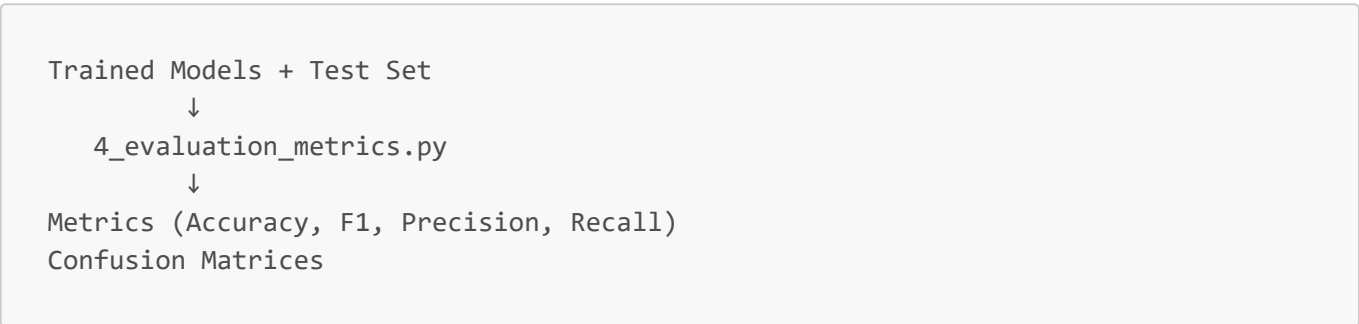 Trained Models + Test Set
↓
4_evaluation_metrics.py
↓
Metrics (Accuracy, F1, Precision, Recall)
Confusion Matrices